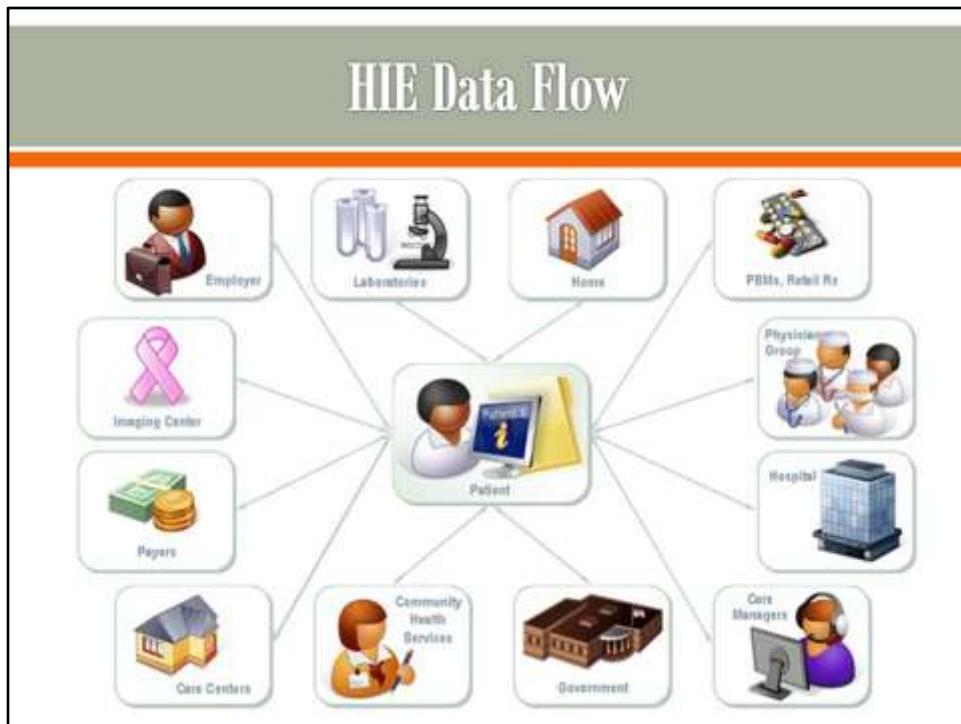 HIE Data Flow
Employer
Laboratories
Home
PBMs, Retail Rx
Imaging Center
Physician
Group
Patient's
i
Patient
Payers
Hospital
Care Centers
Community
Health
Services
Government
Care
Managers